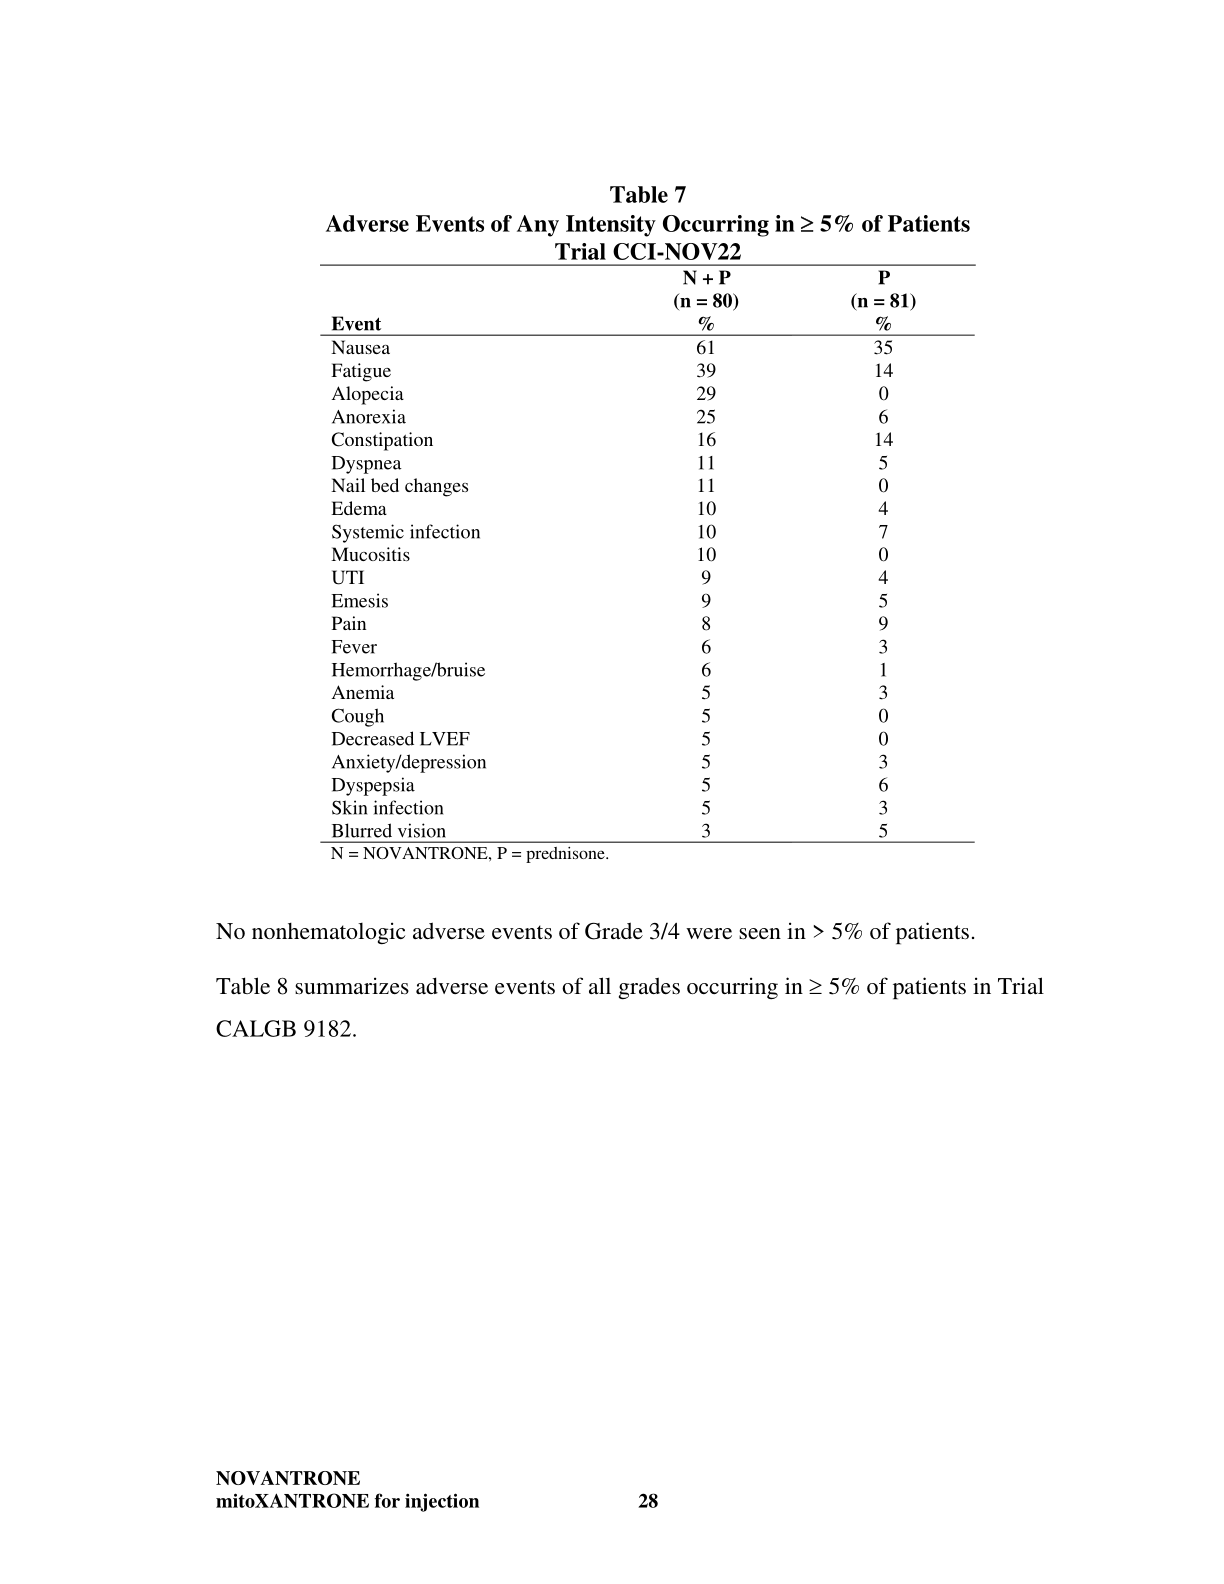 Table 7
Adverse Events of Any Intensity Occurring in ≥ 5% of Patients
Trial CCI-NOV22
N + P P
(n = 80) (n = 81)
Event % %
Nausea 61 35
Fatigue 39 14
Alopecia 29 0
Anorexia 25 6
Constipation 16 14
Dyspnea 11 5
Nail bed changes 11 0
Edema 10 4
Systemic infection 10 7
Mucositis 10 0
UTI 9 4
Emesis 9 5
Pain 8 9
Fever 6 3
Hemorrhage/bruise 6 1
Anemia 5 3
Cough 5 0
Decreased LVEF 5 0
Anxiety/depression 5 3
Dyspepsia 5 6
Skin infection 5 3
Blurred vision 3 5
N = NOVANTRONE, P = prednisone.
No nonhematologic adverse events of Grade 3/4 were seen in > 5% of patients.
Table 8 summarizes adverse events of all grades occurring in ≥ 5% of patients in Trial
CALGB 9182.
NOVANTRONE
mitoXANTRONE for injection 28